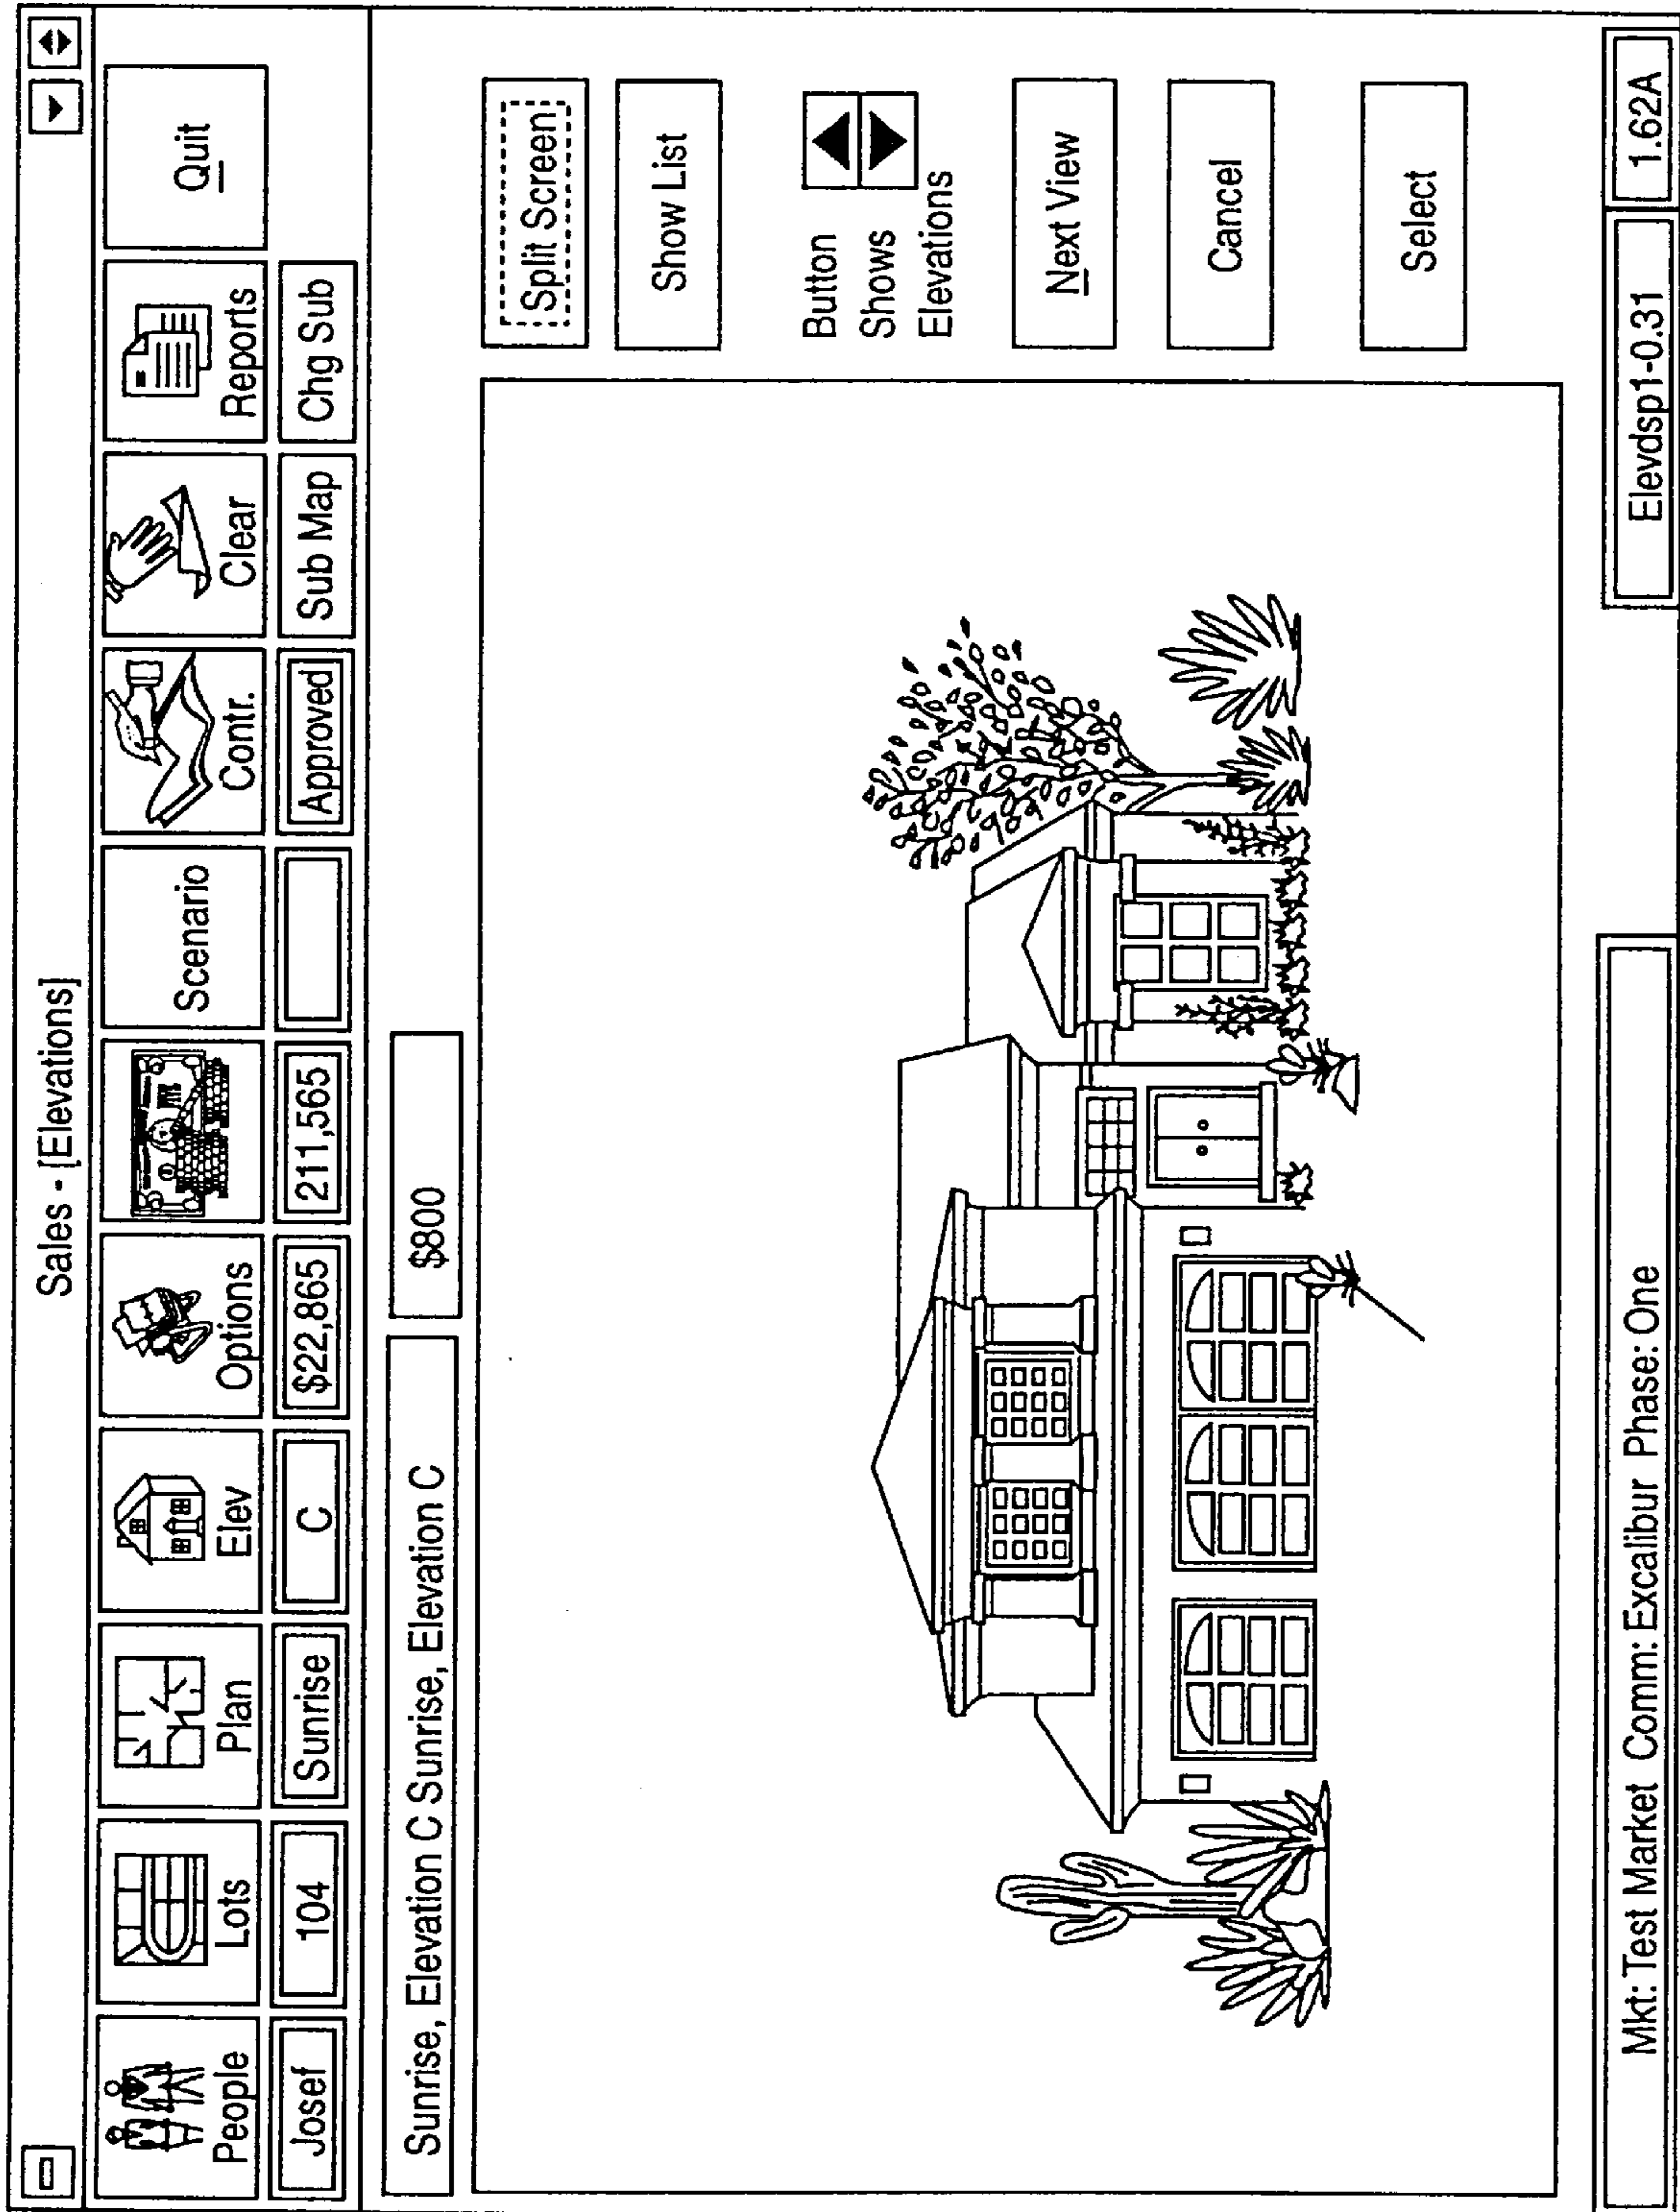 Sales - [Elevations]
People Lots Plan Elev Options Scenario Contr. Clear Reports Quit
Josef 104 Sunrise C $22,865 211,565 Approved Sub Map Chg Sub
Sunrise, Elevation C Sunrise, Elevation C $800
Split Screen
Show List
Button
Shows
Elevations
Next View
Cancel
Select
Mkt: Test Market Comm: Excalibur Phase: One Elevdsp1-0.31 1.62A